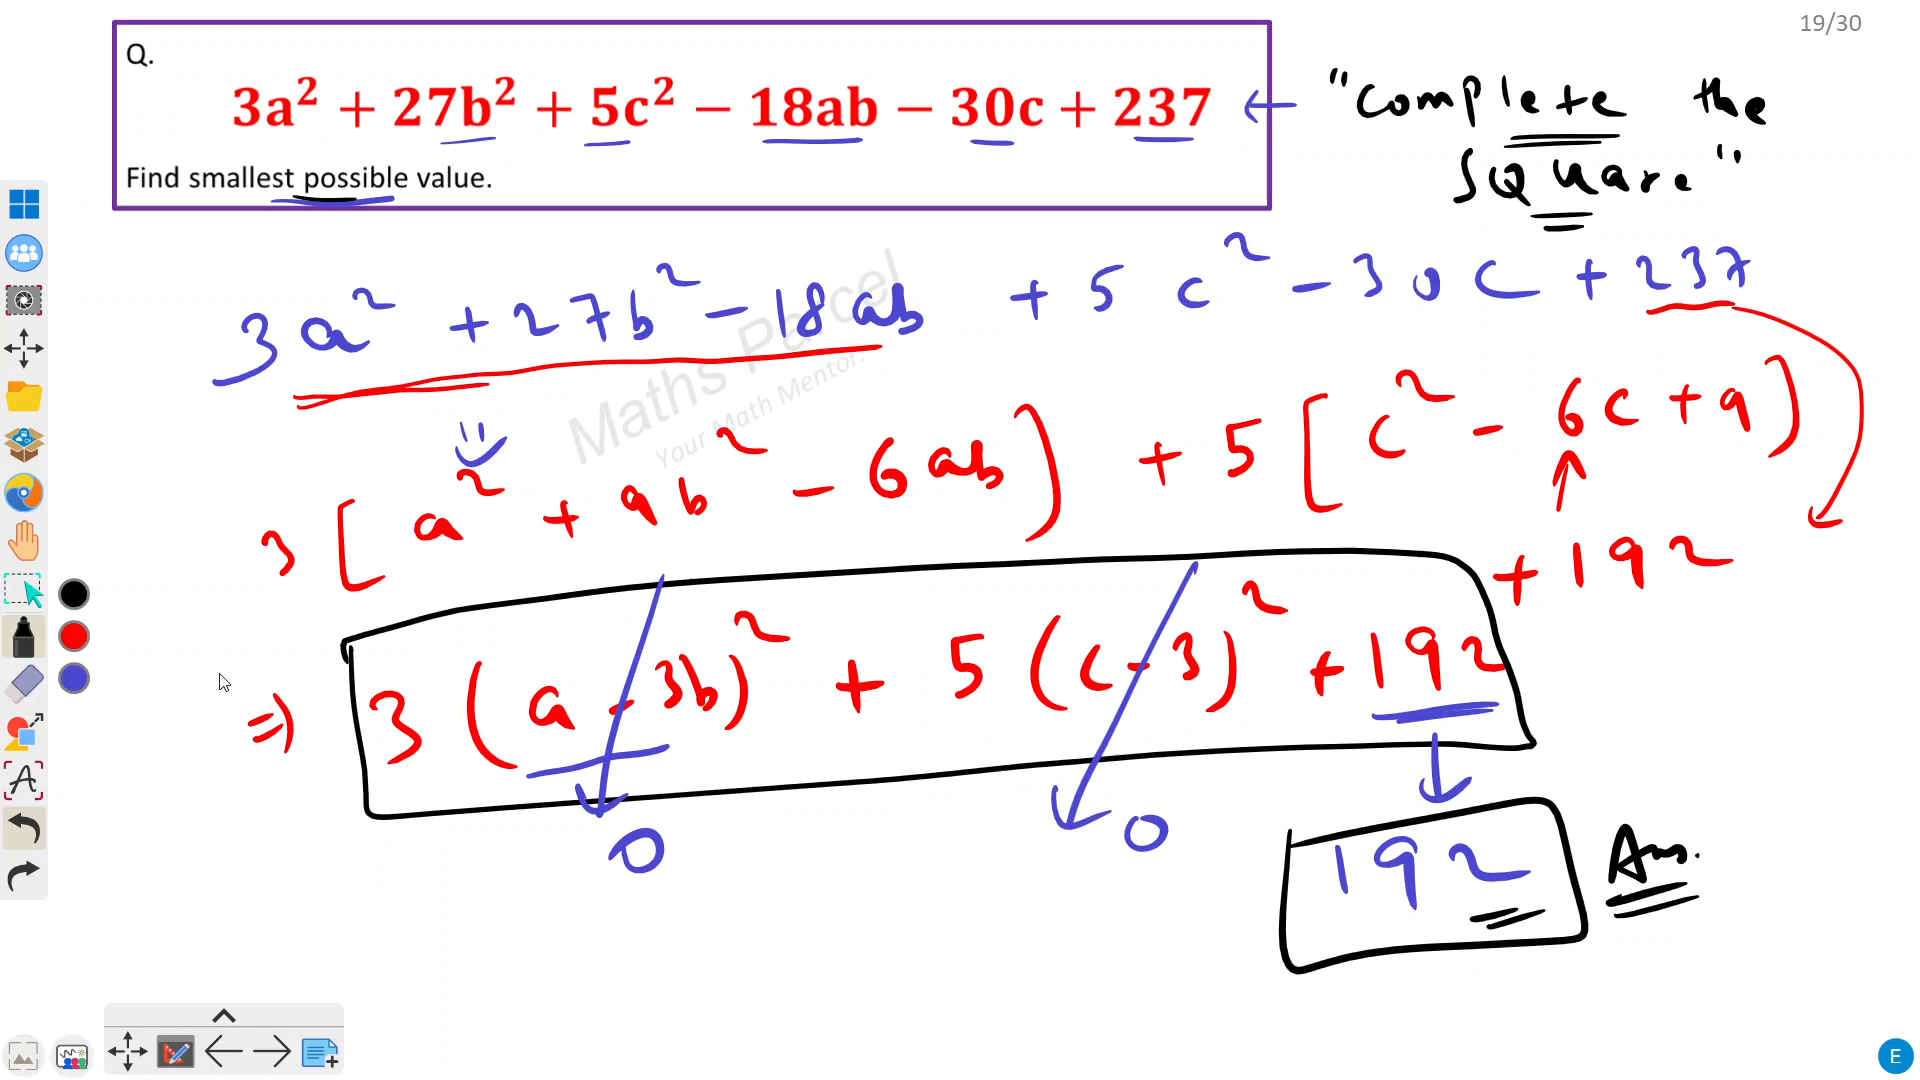 19/30
Q.
3a² + 27b² + 5c² − 18ab − 30c + 237
Find smallest possible value.
"Complete the
Square"
3a² + 27b² − 18ab + 5c² − 30c + 237
Maths Parcel
Your Math Mentor.
3[a² + 9b² − 6ab] + 5[c² − 6c + 9]
+ 192
⇒ 3(a − 3b)² + 5(c − 3)² + 192
0 0
192 Ans.
E